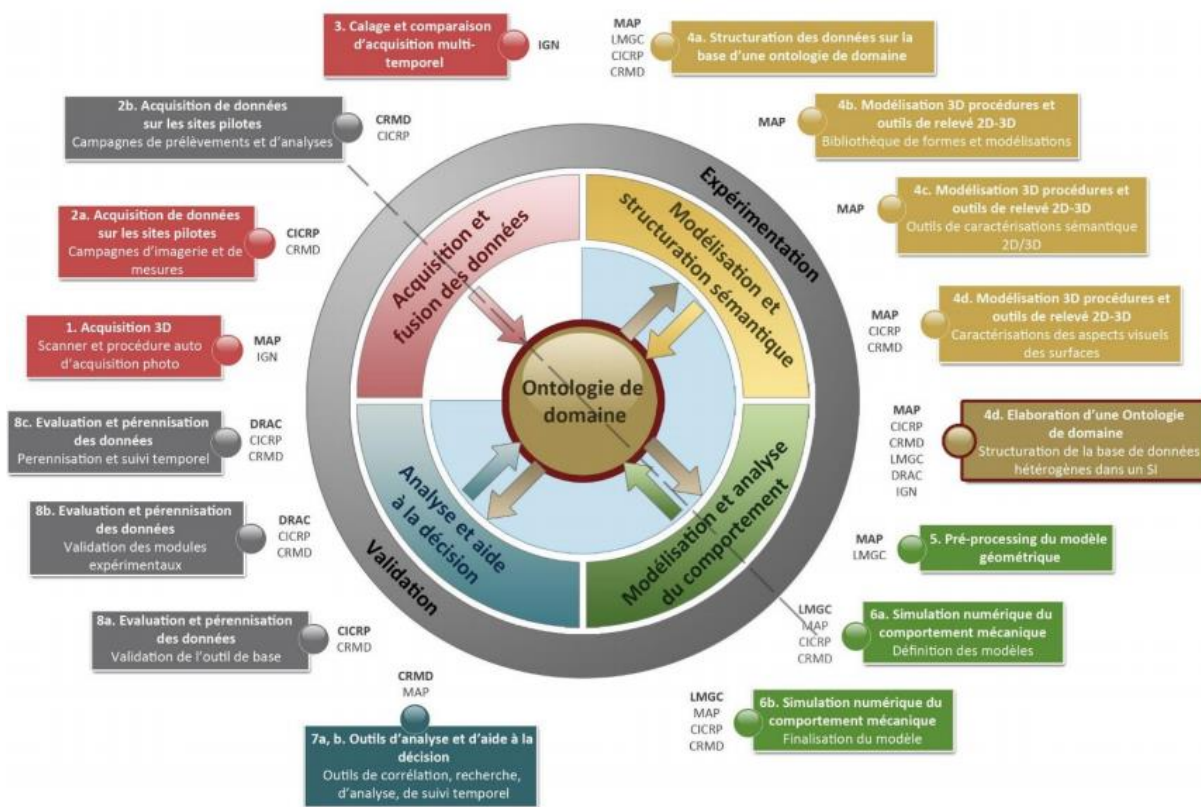 3. Calage et comparaison
d'acquisition multi-
temporel
IGN
MAP
LMGC
CICRP
CRMD
4a. Structuration des données sur la
base d'une ontologie de domaine
2b. Acquisition de données
sur les sites pilotes
Campagnes de prélèvements et d'analyses
CRMD
CICRP
MAP
4b. Modélisation 3D procédures et
outils de relevé 2D-3D
Bibliothèque de formes et modélisations
2a. Acquisition de données
sur les sites pilotes
Campagnes d'imagerie et de
mesures
CICRP
CRMD
MAP
4c. Modélisation 3D procédures et
outils de relevé 2D-3D
Outils de caractérisations sémantique
2D/3D
1. Acquisition 3D
Scanner et procédure auto
d'acquisition photo
MAP
IGN
MAP
CICRP
CRMD
4d. Modélisation 3D procédures et
outils de relevé 2D-3D
Caractérisations des aspects visuels
des surfaces
8c. Evaluation et pérennisation
des données
Perennisation et suivi temporel
DRAC
CICRP
CRMD
MAP
CICRP
CRMD
LMGC
DRAC
IGN
4d. Elaboration d'une Ontologie
de domaine
Structuration de la base de données
hétérogènes dans un SI
8b. Evaluation et pérennisation
des données
Validation des modules
expérimentaux
DRAC
CICRP
CRMD
MAP
LMGC
5. Pré-processing du modèle
géométrique
8a. Evaluation et pérennisation
des données
Validation de l'outil de base
CICRP
CRMD
LMGC
MAP
CICRP
CRMD
6a. Simulation numérique du
comportement mécanique
Définition des modèles
CRMD
MAP
7a, b. Outils d'analyse et d'aide à la
décision
Outils de corrélation, recherche,
d'analyse, de suivi temporel
LMGC
MAP
CICRP
CRMD
6b. Simulation numérique du
comportement mécanique
Finalisation du modèle
Expérimentation
Validation
Acquisition et
fusion des données
Modélisation et
structuration sémantique
Ontologie de
domaine
Analyse et aide
à la décision
Modélisation et analyse
du comportement